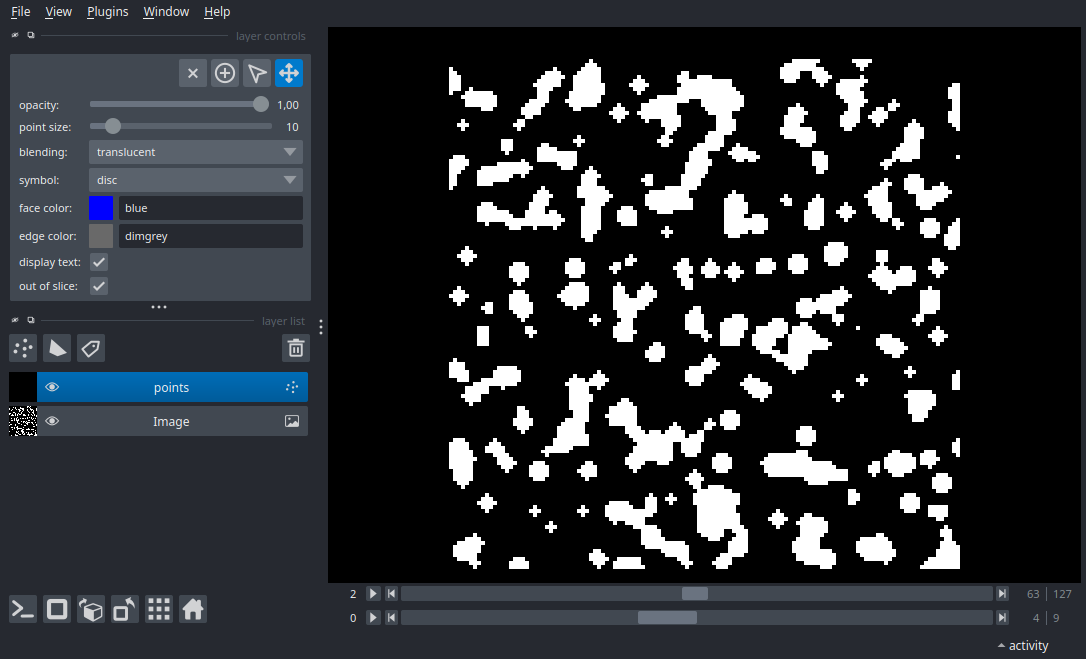 File View Plugins Window Help
layer controls
opacity: 1,00
point size: 10
blending: translucent
symbol: disc
face color: blue
edge color: dimgrey
display text:
out of slice:
layer list
points
Image
2 63 | 127
0 4 | 9
activity